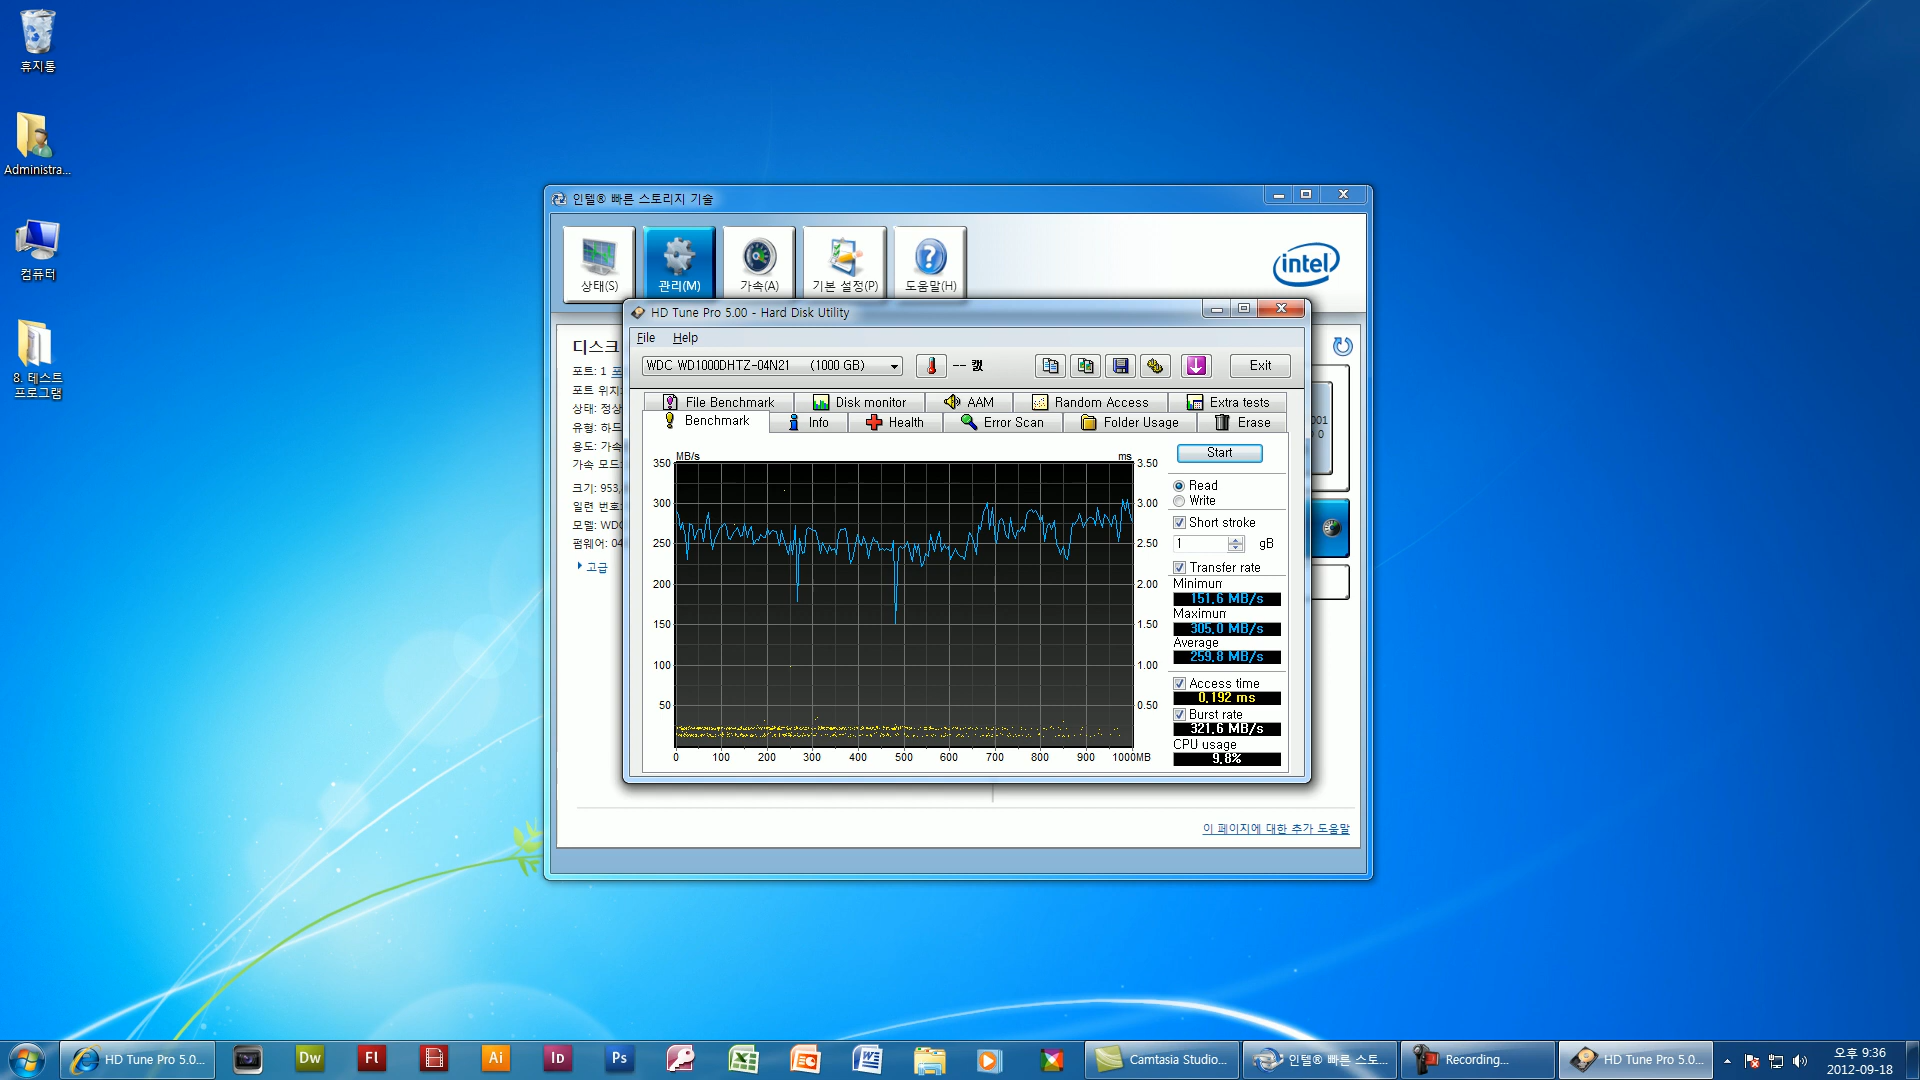 휴지통
Administra...
컴퓨터
8. 테스트
프로그램
인텔® 빠른 스토리지 기술
상태(S)
관리(M)
가속(A)
기본 설정(P)
도움말(H)
intel
디스크
포트: 1
포트 위치:
상태: 정상
유형: 하드
용도: 가속
가속 모드:
크기: 953,
일련 번호:
모델: WDC
펌웨어: 04
고급
이 페이지에 대한 추가 도움말
HD Tune Pro 5.00 - Hard Disk Utility
File Help
WDC WD1000DHTZ-04N21 (1000 GB)
Exit
File Benchmark
Disk monitor
AAM
Random Access
Extra tests
Benchmark
Info
Health
Error Scan
Folder Usage
Erase
MB/s
ms
350
300
250
200
150
100
50
3.50
3.00
2.50
2.00
1.50
1.00
0.50
0 100 200 300 400 500 600 700 800 900 1000MB
Start
Read
Write
Short stroke
1 gB
Transfer rate
Minimum
151.6 MB/s
Maximum
305.0 MB/s
Average
259.8 MB/s
Access time
0.192 ms
Burst rate
321.6 MB/s
CPU usage
9.8%
HD Tune Pro 5.0...
Dw
Fl
Ai
Id
Ps
Camtasia Studio...
인텔® 빠른 스토...
Recording...
HD Tune Pro 5.0...
오후 9:36
2012-09-18